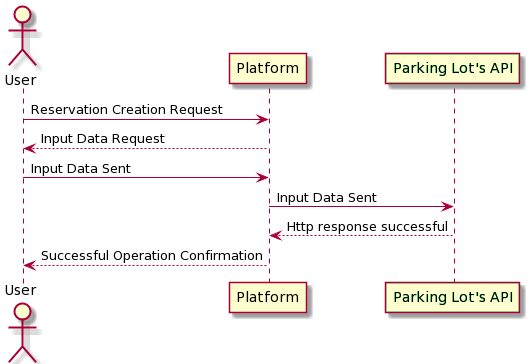 User
Platform
Parking Lot's API
Reservation Creation Request
Input Data Request
Input Data Sent
Input Data Sent
Http response successful
Successful Operation Confirmation
User
Platform
Parking Lot's API